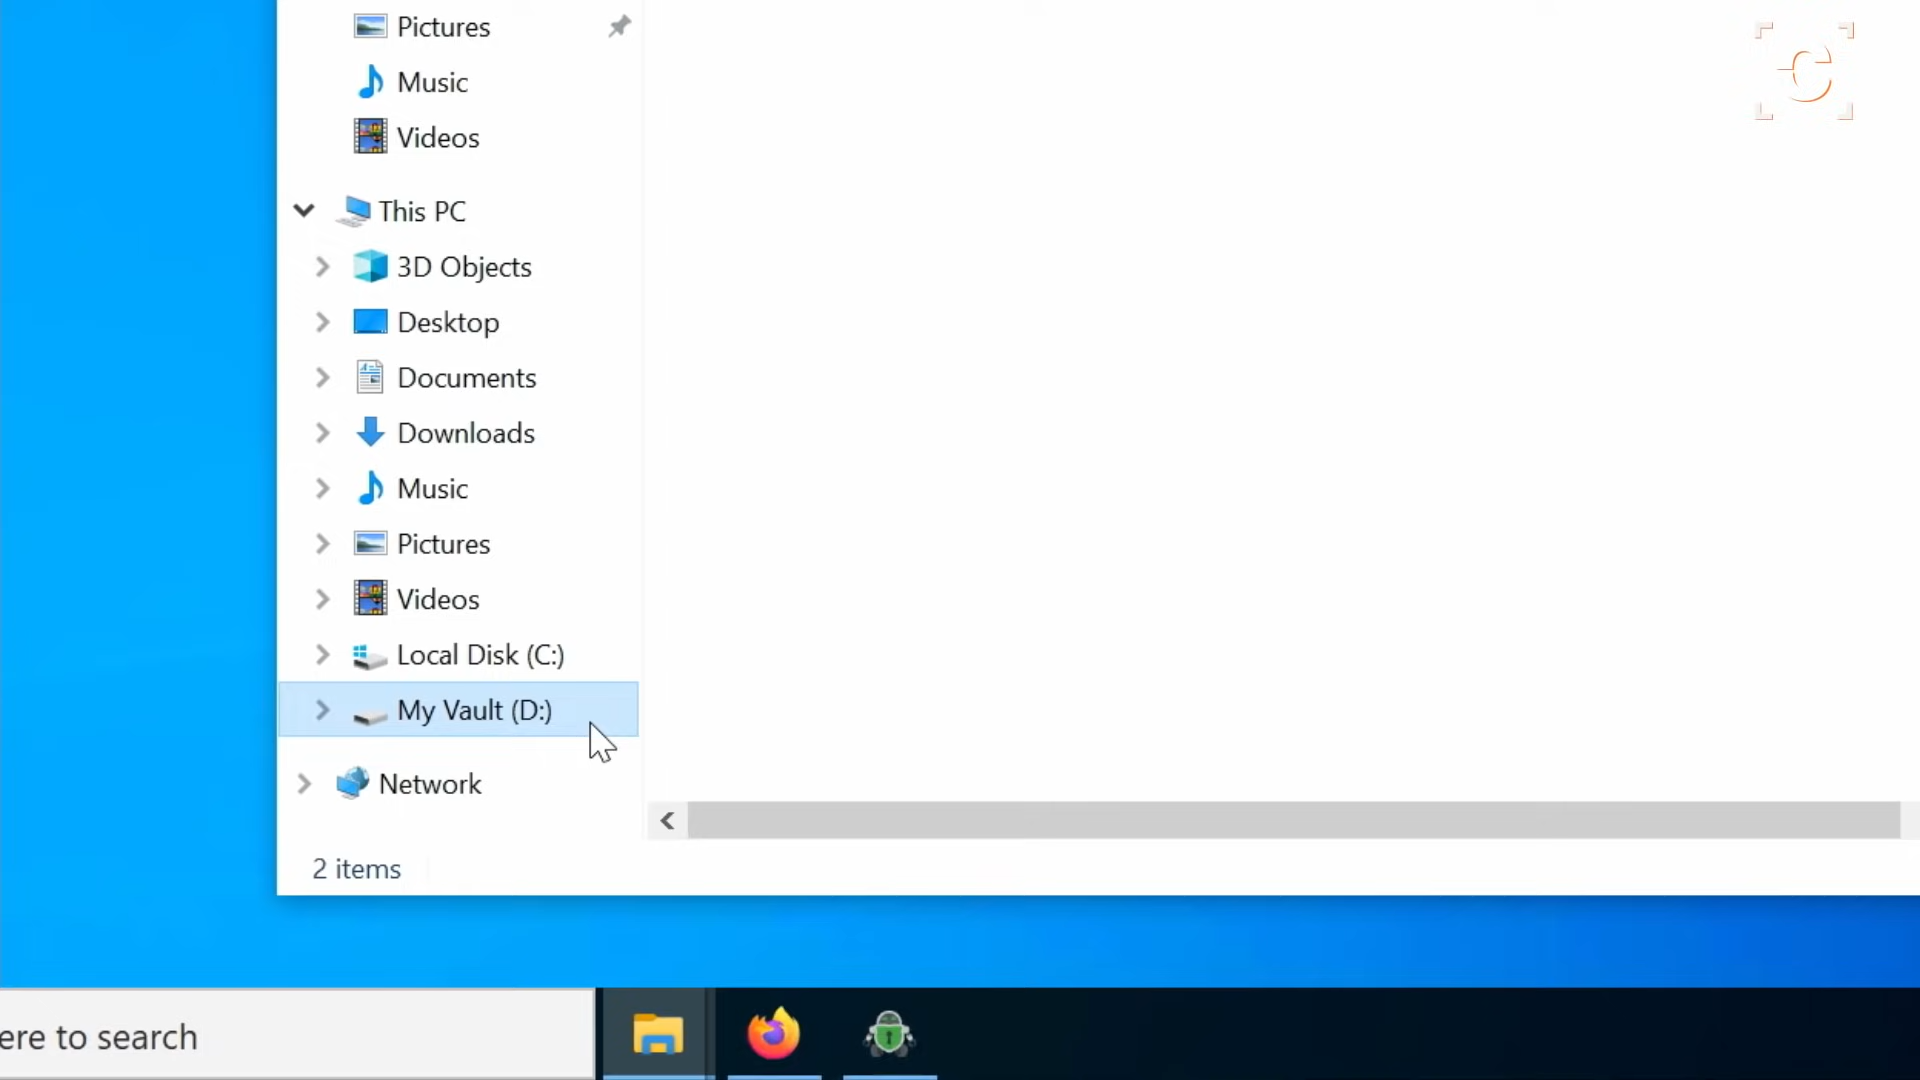 Pictures
Music
Videos
This PC
3D Objects
Desktop
Documents
Downloads
Music
Pictures
Videos
Local Disk (C:)
My Vault (D:)
Network
2 items
ere to search
C